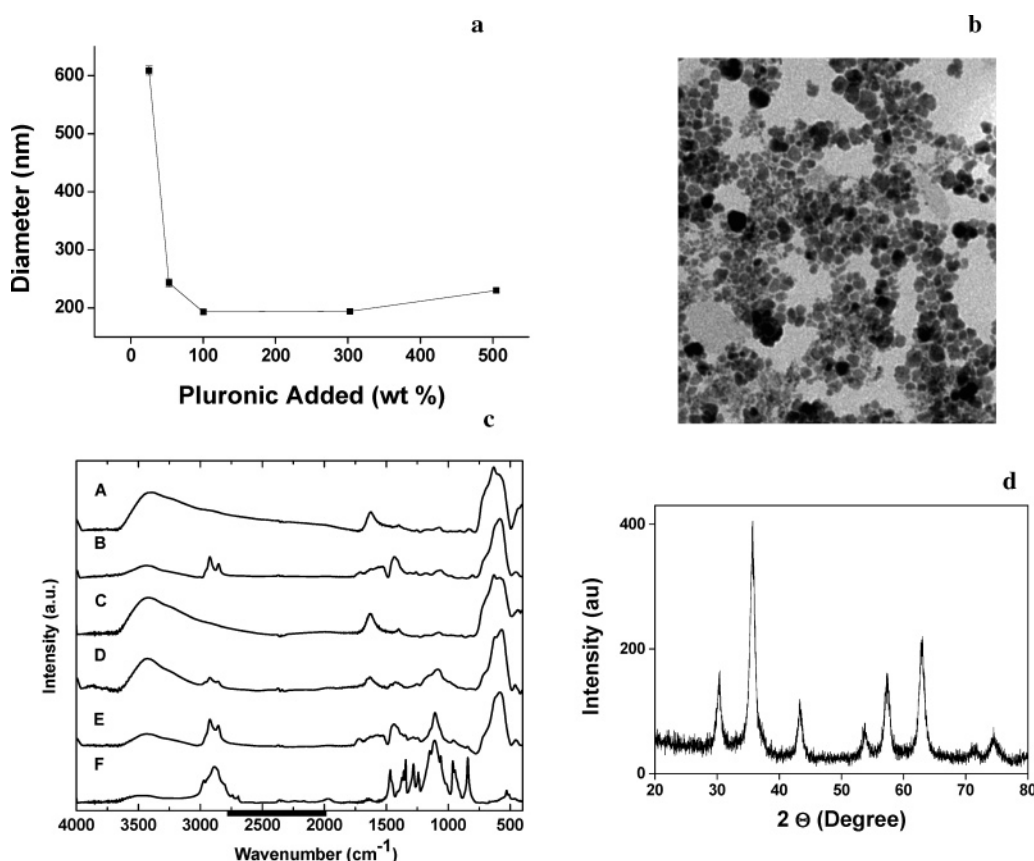 a
600
500
400
300
200
Diameter (nm)
0 100 200 300 400 500
Pluronic Added (wt %)
b
c
A
B
C
D
E
F
Intensity (a.u.)
4000 3500 3000 2500 2000 1500 1000 500
Wavenumber (cm⁻¹)
d
400
200
0
Intensity (au)
20 30 40 50 60 70 80
2 Θ (Degree)